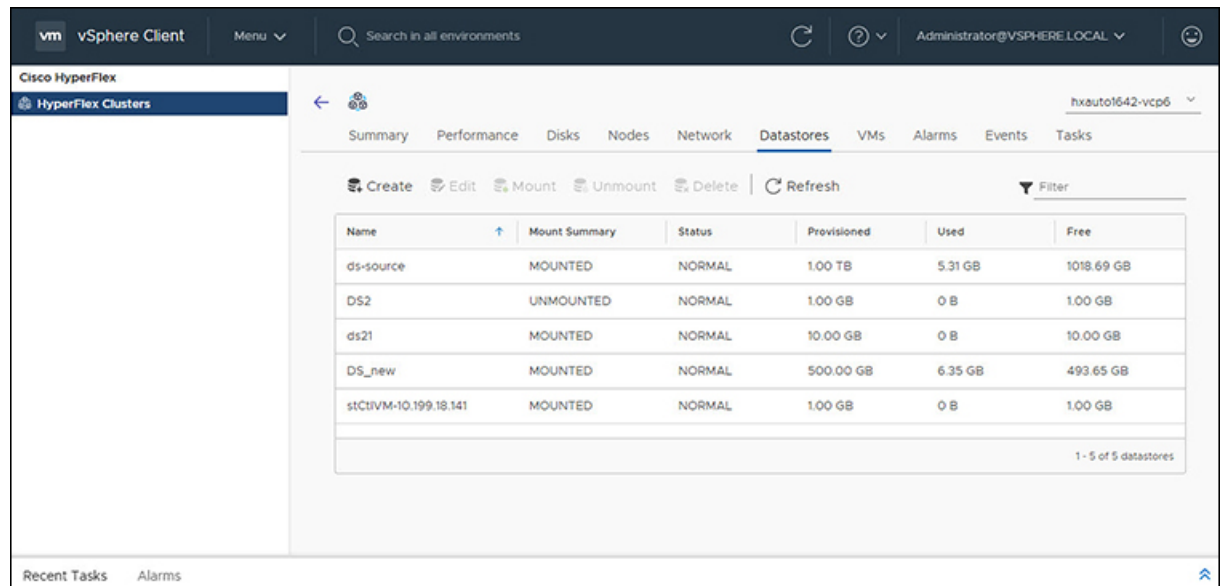 vm vSphere Client Menu Search in all environments Administrator@VSPHERE.LOCAL
Cisco HyperFlex
HyperFlex Clusters
hxauto1642-vcp6
Summary Performance Disks Nodes Network Datastores VMs Alarms Events Tasks
Create Edit Mount Unmount Delete Refresh Filter
Name Mount Summary Status Provisioned Used Free
ds-source MOUNTED NORMAL 1.00 TB 5.31 GB 1018.69 GB
DS2 UNMOUNTED NORMAL 1.00 GB 0 B 1.00 GB
ds21 MOUNTED NORMAL 10.00 GB 0 B 10.00 GB
DS_new MOUNTED NORMAL 500.00 GB 6.35 GB 493.65 GB
stCtlVM-10.199.18.141 MOUNTED NORMAL 1.00 GB 0 B 1.00 GB
1 - 5 of 5 datastores
Recent Tasks Alarms